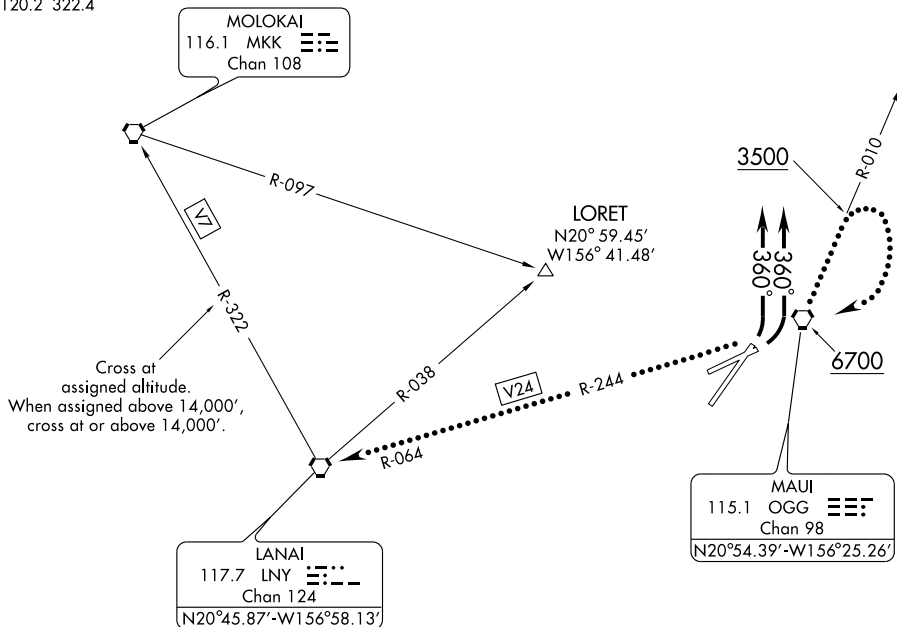 120.2 322.4
MOLOKAI
116.1 MKK
Chan 108
R-097
V7
R-322
LORET
N20° 59.45'
W156° 41.48'
3500
R-010
360°
360°
6700
Cross at
assigned altitude.
When assigned above 14,000',
cross at or above 14,000'.
R-038
V24
R-244
R-064
MAUI
115.1 OGG
Chan 98
N20°54.39'-W156°25.26'
LANAI
117.7 LNY
Chan 124
N20°45.87'-W156°58.13'